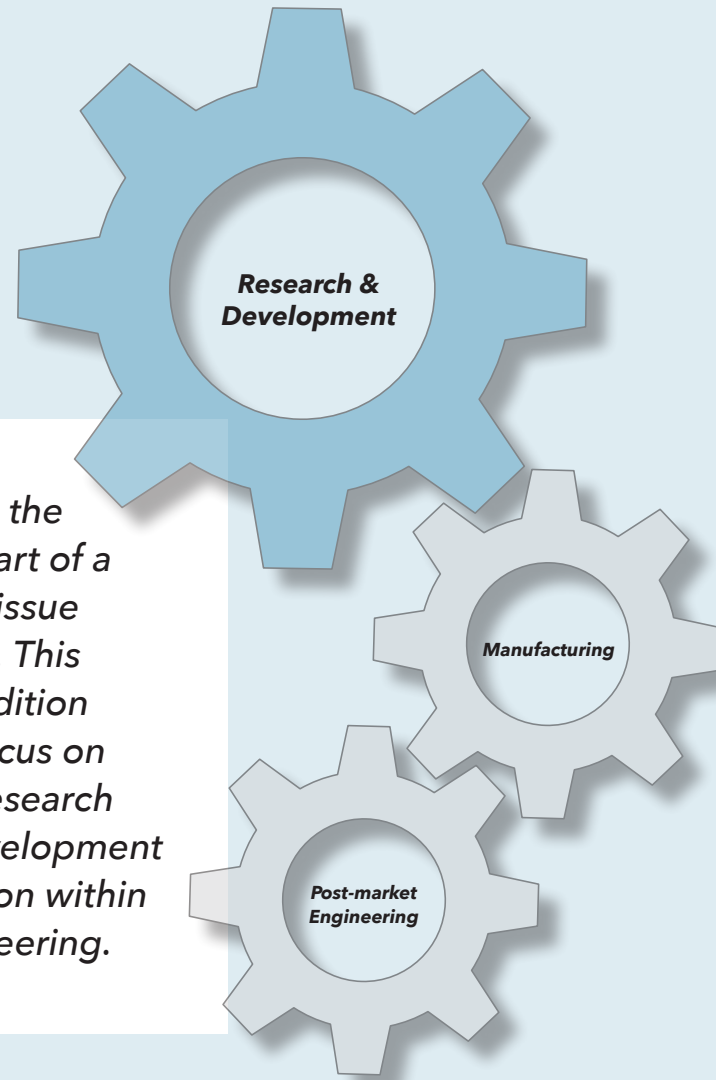 Research &
Development
the
art of a
issue
. This
dition
cus on
esearch
velopment
on within
eering.
Manufacturing
Post-market
Engineering